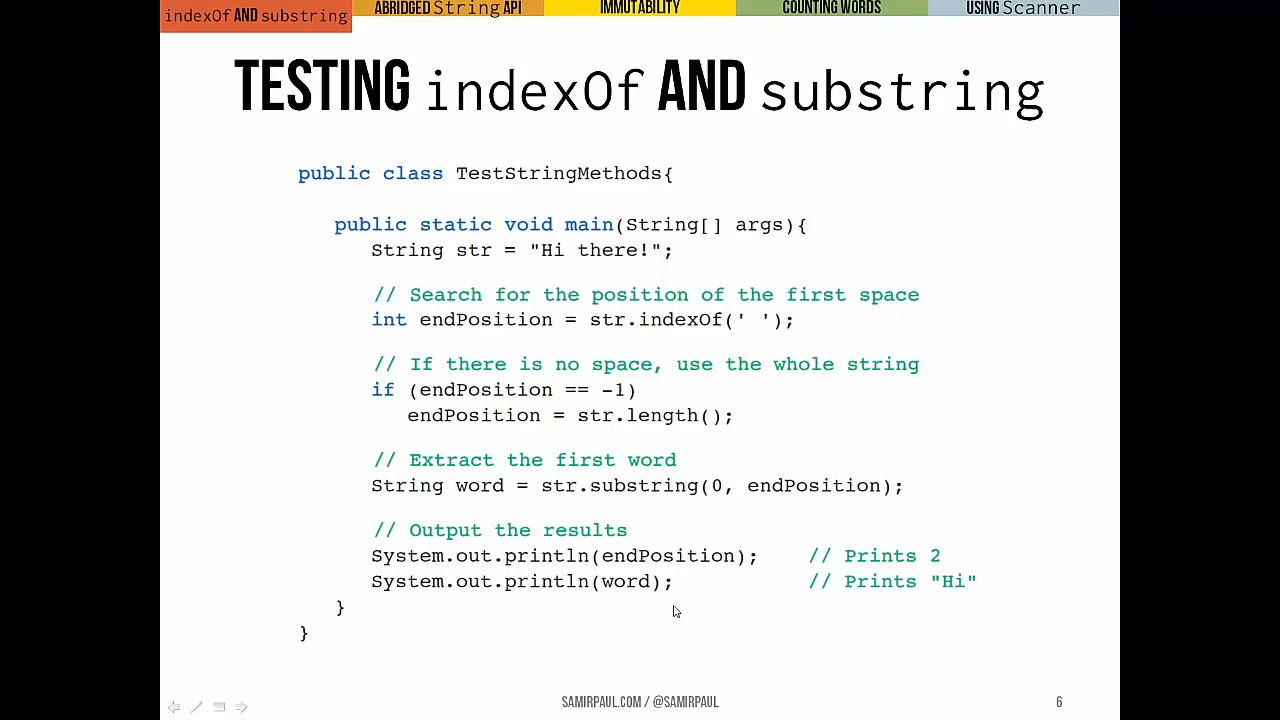 indexOf AND substring
ABRIDGED String API
IMMUTABILITY
COUNTING WORDS
USING Scanner
TESTING indexOf AND substring
public class TestStringMethods{
public static void main(String[] args){
String str = "Hi there!";
// Search for the position of the first space
int endPosition = str.indexOf(' ');
// If there is no space, use the whole string
if (endPosition == -1)
endPosition = str.length();
// Extract the first word
String word = str.substring(0, endPosition);
// Output the results
System.out.println(endPosition); // Prints 2
System.out.println(word); // Prints "Hi"
}
}
SAMIRPAUL.COM / @SAMIRPAUL
6